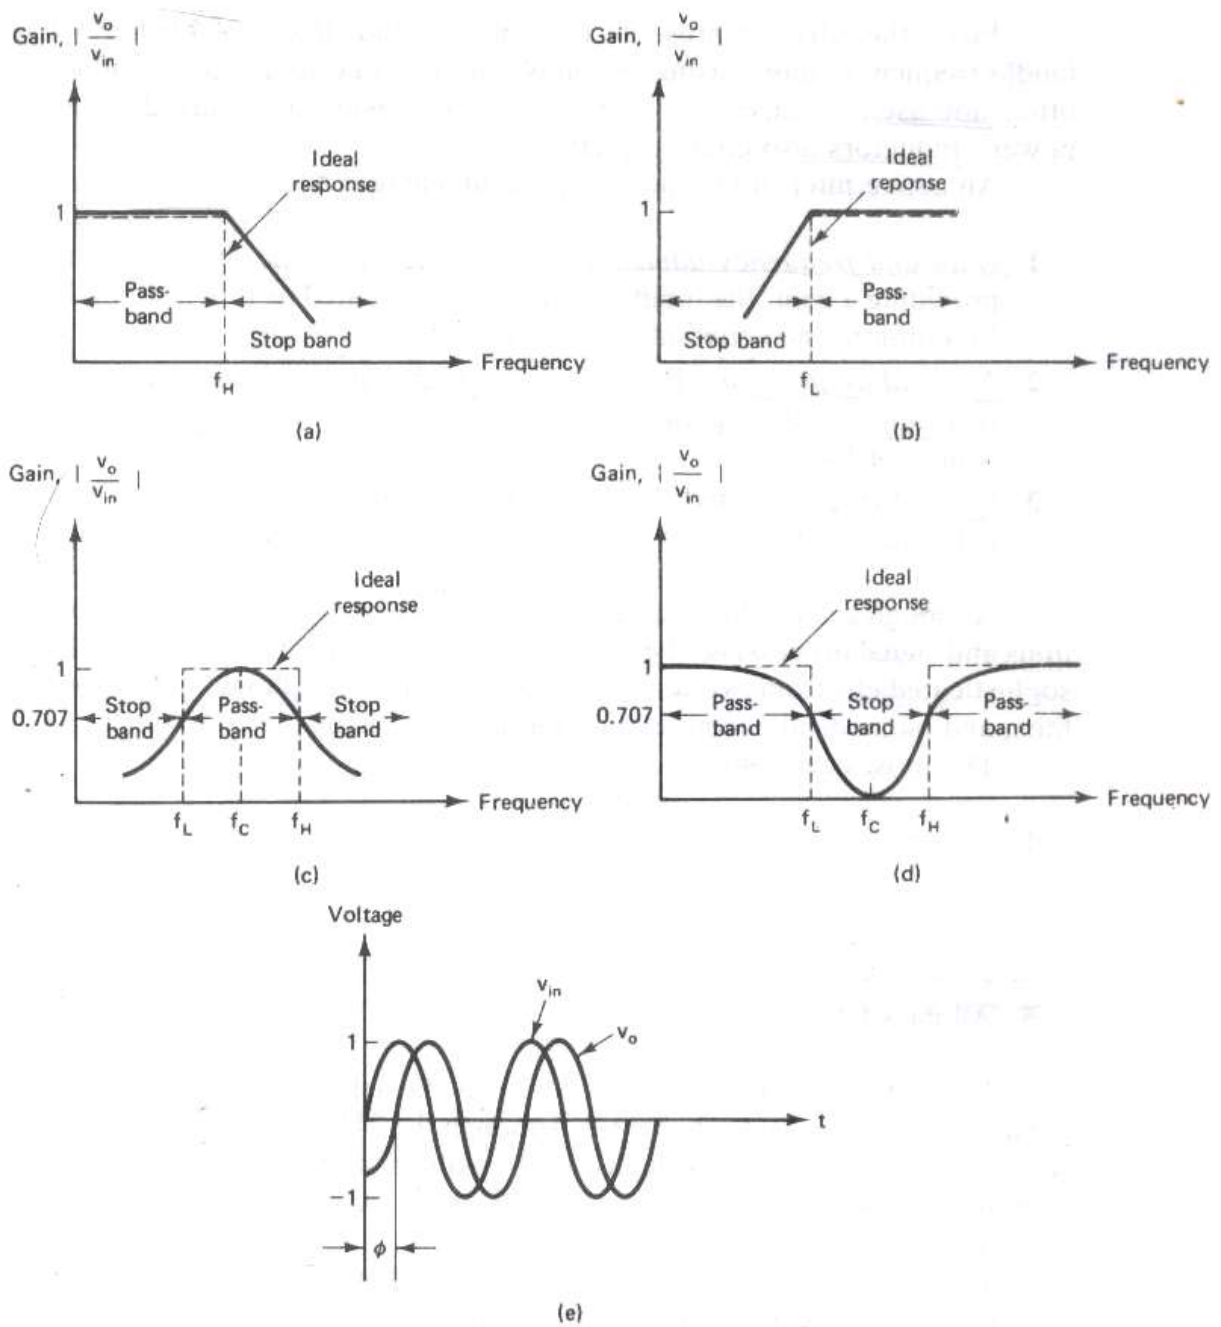 Gain, | v_o / v_in |
1
Ideal
response
Pass-
band
Stop band
Frequency
f_H
(a)
Gain, | v_o / v_in |
1
Ideal
reponse
Pass-
band
Stop band
Frequency
f_L
(b)
Gain, | v_o / v_in |
Ideal
response
1
0.707
Stop
band
Pass-
band
Stop
band
f_L
f_C
f_H
Frequency
(c)
Gain, | v_o / v_in |
Ideal
response
1
0.707
Pass-
band
Stop
band
Pass-
band
f_L
f_C
f_H
Frequency
(d)
Voltage
v_in
v_o
1
t
−1
ϕ
(e)